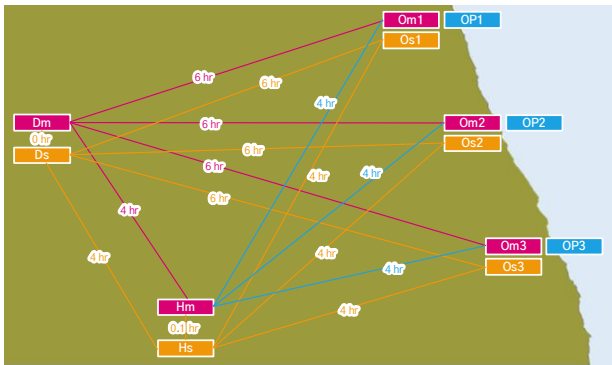 Om1 OP1
Os1
6 hr
6 hr
4 hr
Dm
6 hr
Om2 OP2
0 hr
Os2
6 hr
Ds
6 hr
4 hr
4 hr
6 hr
4 hr
Om3 OP3
4 hr
4 hr
4 hr
Os3
Hm
4 hr
0.1 hr
Hs